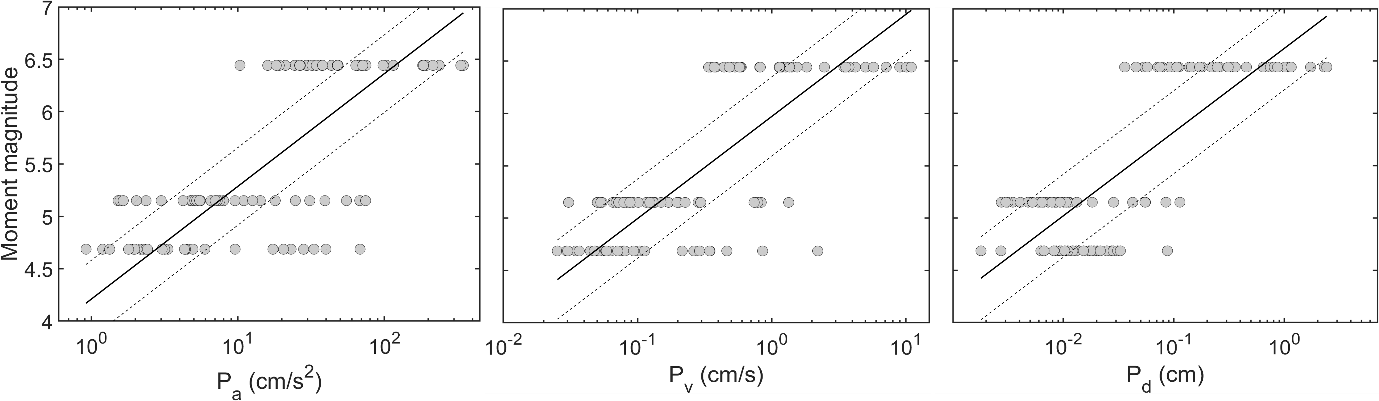 Moment magnitude
7
6.5
6
5.5
5
4.5
4
10^0 10^1 10^2
P_a (cm/s^2)
10^-2 10^-1 10^0 10^1
P_v (cm/s)
10^-2 10^-1 10^0
P_d (cm)